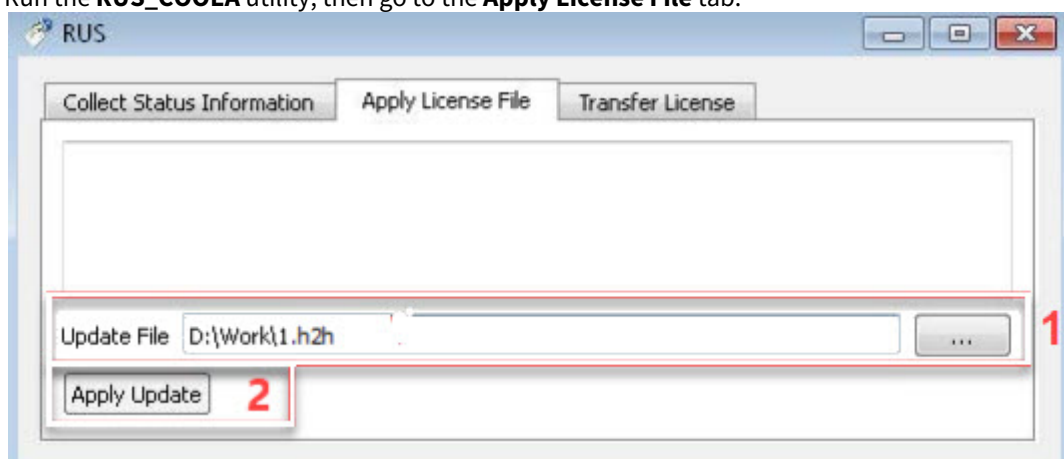 Run the RUS_COOEA utility, then go to the Apply License File tab.
RUS
Collect Status Information Apply License File Transfer License
Update File D:\Work\1.h2h ... 1
Apply Update 2